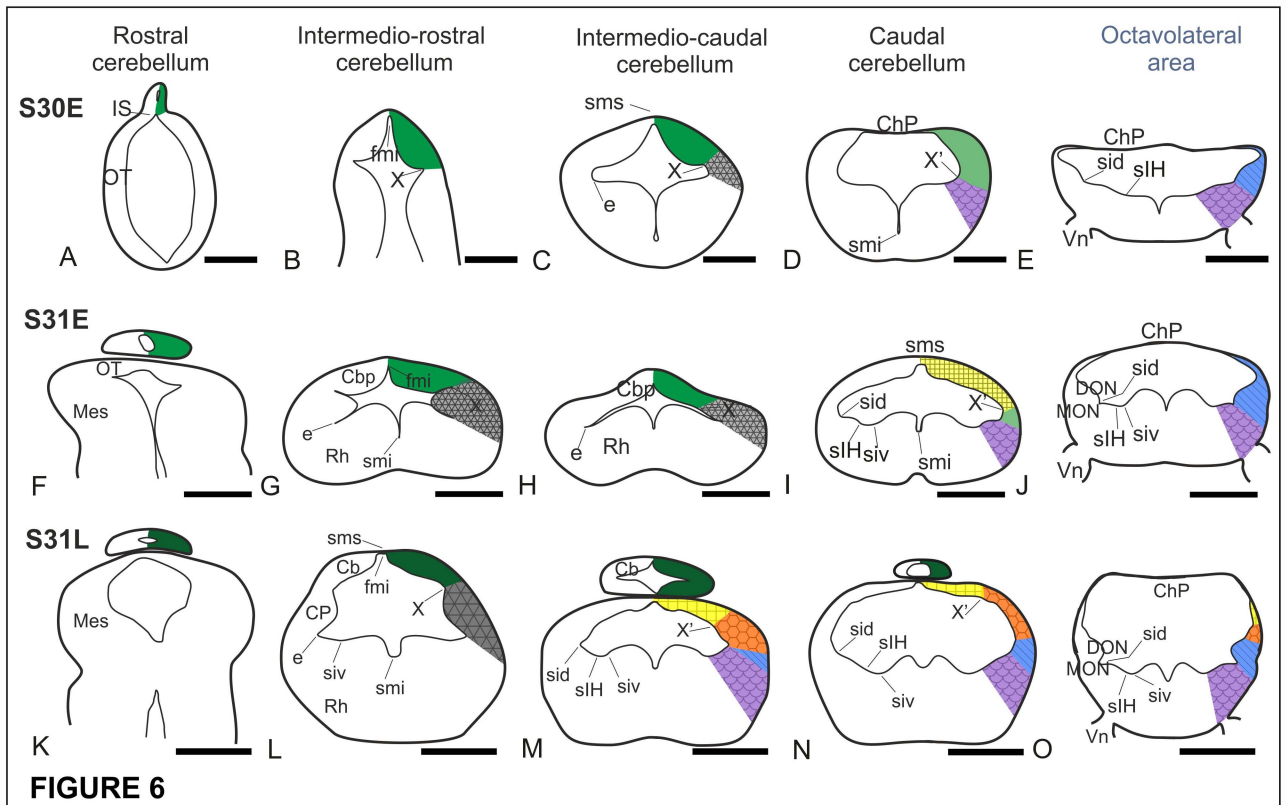 Rostral
cerebellum
Intermedio-rostral
cerebellum
Intermedio-caudal
cerebellum
Caudal
cerebellum
Octavolateral
area
S30E
IS
OT
A
fmi
X
B
sms
X
e
C
ChP
X'
smi
D
ChP
sid
sIH
Vn
E
S31E
OT
Mes
F
Cbp
fmi
X
e
Rh
smi
G
Cbp
X
e
Rh
H
sms
X'
sid
sIH
siv
smi
I
ChP
sid
DON
MON
sIH
siv
Vn
J
S31L
Mes
K
sms
Cb
fmi
CP
X
e
siv
smi
Rh
L
Cb
X'
sid
sIH
siv
M
X'
sid
sIH
siv
N
ChP
DON
sid
MON
sIH
siv
Vn
O
FIGURE 6